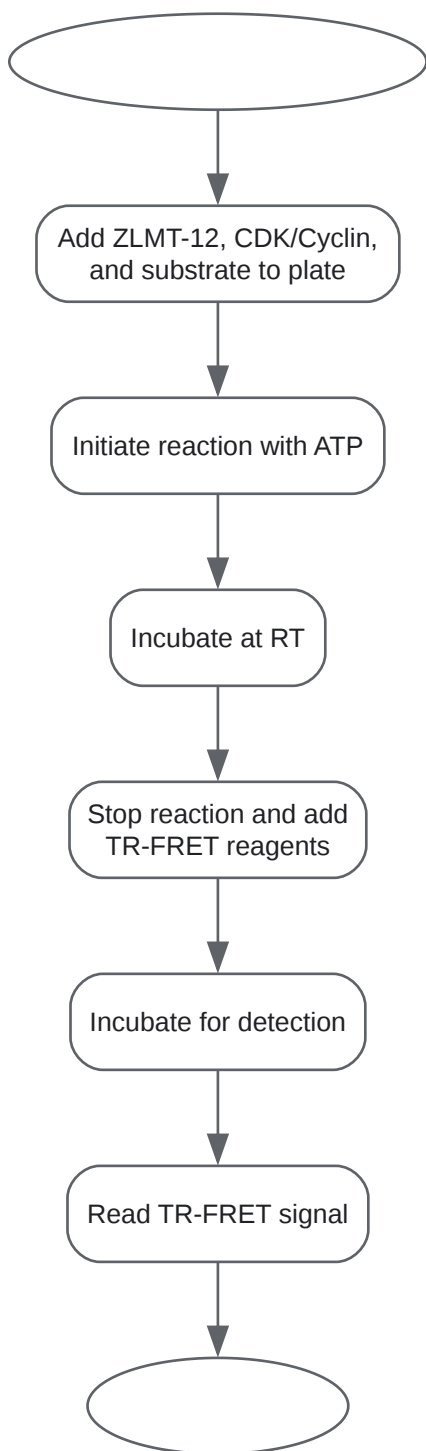 Add ZLMT-12, CDK/Cyclin,
and substrate to plate
Initiate reaction with ATP
Incubate at RT
Stop reaction and add
TR-FRET reagents
Incubate for detection
Read TR-FRET signal